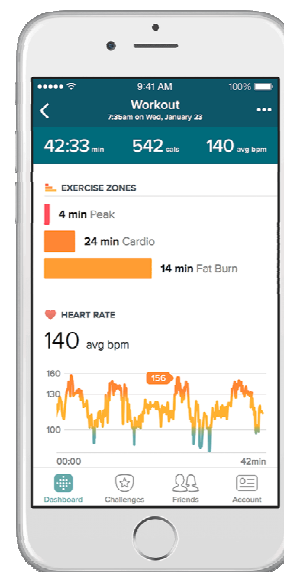 9:41 AM
100%
Workout
7:36am on Wed, January 23
42:33 min
542 cals
140 avg bpm
EXERCISE ZONES
4 min Peak
24 min Cardio
14 min Fat Burn
HEART RATE
140 avg bpm
160
156
130
100
00:00
42min
Dashboard
Challenges
Friends
Account